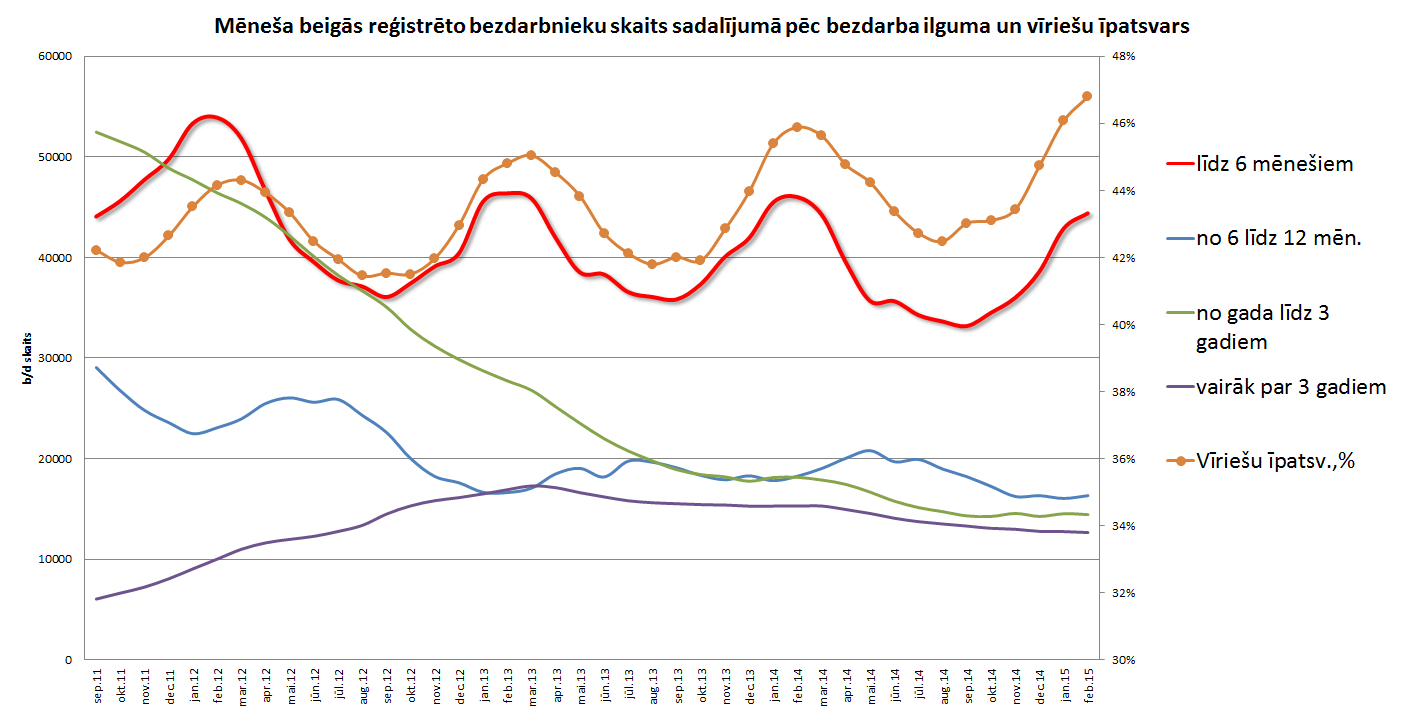 Mēneša beigās reģistrēto bezdarbnieku skaits sadalījumā pēc bezdarba ilguma un vīriešu īpatsvars
60000
50000
40000
30000
20000
10000
0
b/d skaits
48%
46%
44%
42%
40%
38%
36%
34%
32%
30%
sep.11
okt.11
nov.11
dec.11
jan.12
feb.12
mar.12
apr.12
mai.12
jūn.12
jūl.12
aug.12
sep.12
okt.12
nov.12
dec.12
jan.13
feb.13
mar.13
apr.13
mai.13
jūn.13
jūl.13
aug.13
sep.13
okt.13
nov.13
dec.13
jan.14
feb.14
mar.14
apr.14
mai.14
jūn.14
jūl.14
aug.14
sep.14
okt.14
nov.14
dec.14
jan.15
feb.15
līdz 6 mēnešiem
no 6 līdz 12 mēn.
no gada līdz 3
gadiem
vairāk par 3 gadiem
Vīriešu īpatsv.,%